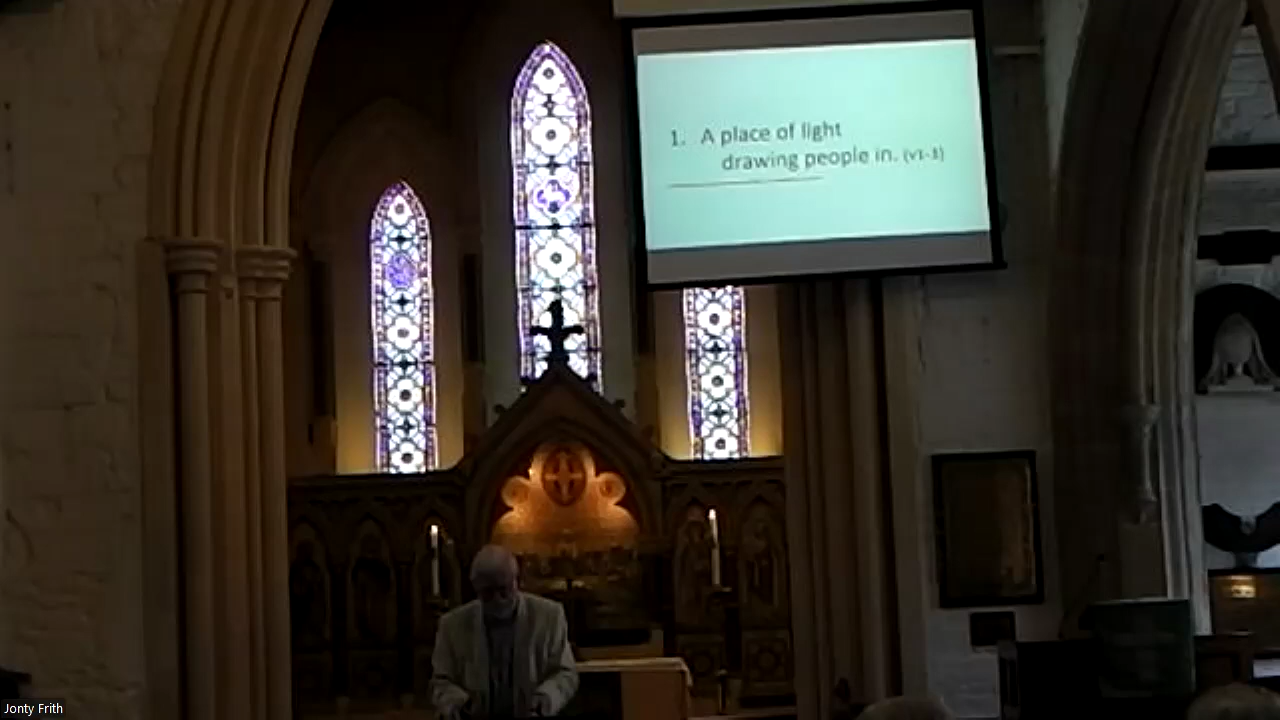 1. A place of light
drawing people in. (v1-3)
Jonty Frith